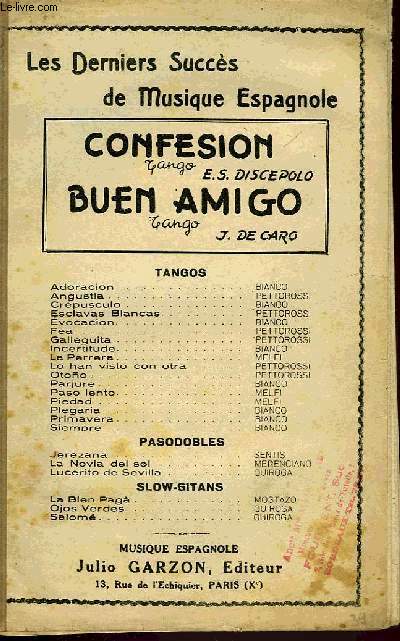 www.Le-Livre.com
Les Derniers Succès
de Musique Espagnole
CONFESION
Tango
E.S. DISCEPOLO
BUEN AMIGO
Tango
J. DE CARO
TANGOS
Adoracion BIANCO
Angustia PETTOROSSI
Crépusculo BIANCO
Esclavas Blancas PETTOROSSI
Evocacion BIANCO
Fea PETTOROSSI
Galleguita PETTOROSSI
Incertitude BIANCO
La Parrera MELFI
Lo han visto con otra PETTOROSSI
Otoño PETTOROSSI
Parjure BIANCO
Paso lento MELFI
Piedad MELFI
Plegaria BIANCO
Primavera BIANCO
Siempre BIANCO
PASODOBLES
Jerezana SENTIS
La Novia del sol MERENCIANO
Lucerito de Sevilla QUIROGA
SLOW-GITANS
La Bien Pagà MOSTAZO
Ojos Verdes QUIROGA
Salomé QUIROGA
MUSIQUE ESPAGNOLE
Julio GARZON, Editeur
13, Rue de l'Echiquier, PARIS (Xe)